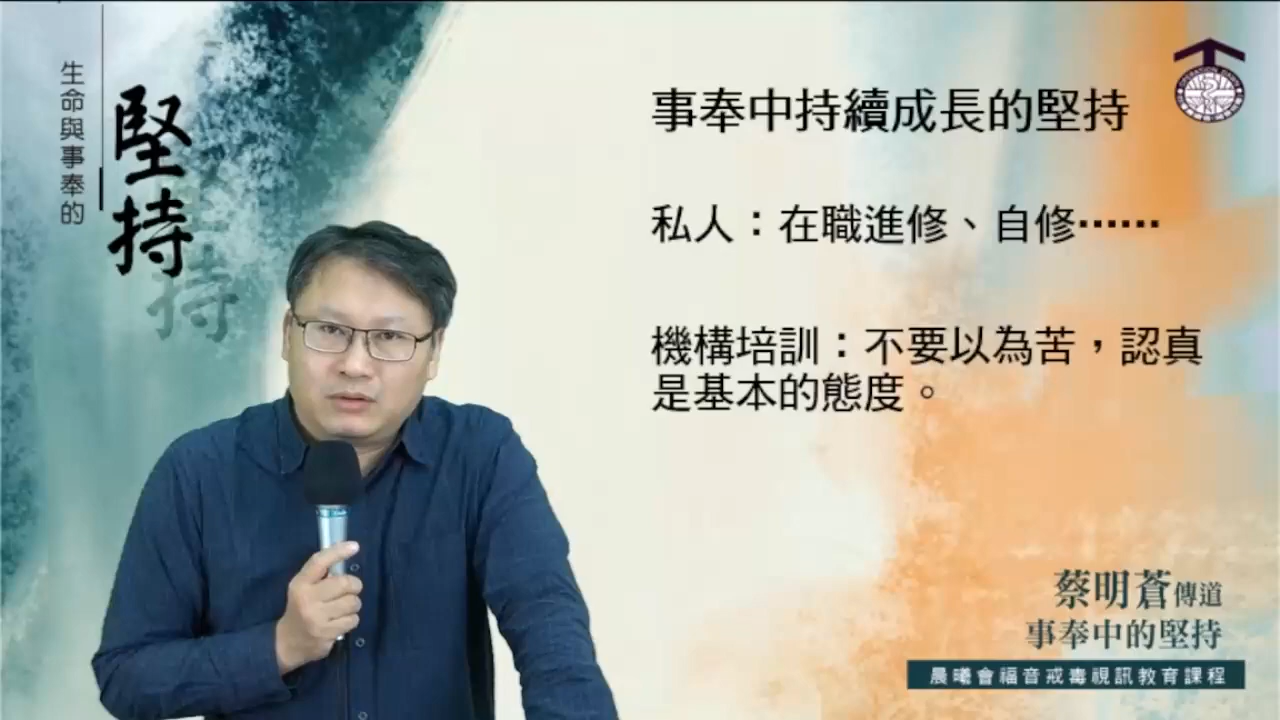 生命與事奉的
堅持
持
事奉中持續成長的堅持
私人：在職進修、自修……
機構培訓：不要以為苦，認真
是基本的態度。
蔡明蒼傳道
事奉中的堅持
晨曦會福音戒毒視訊教育課程